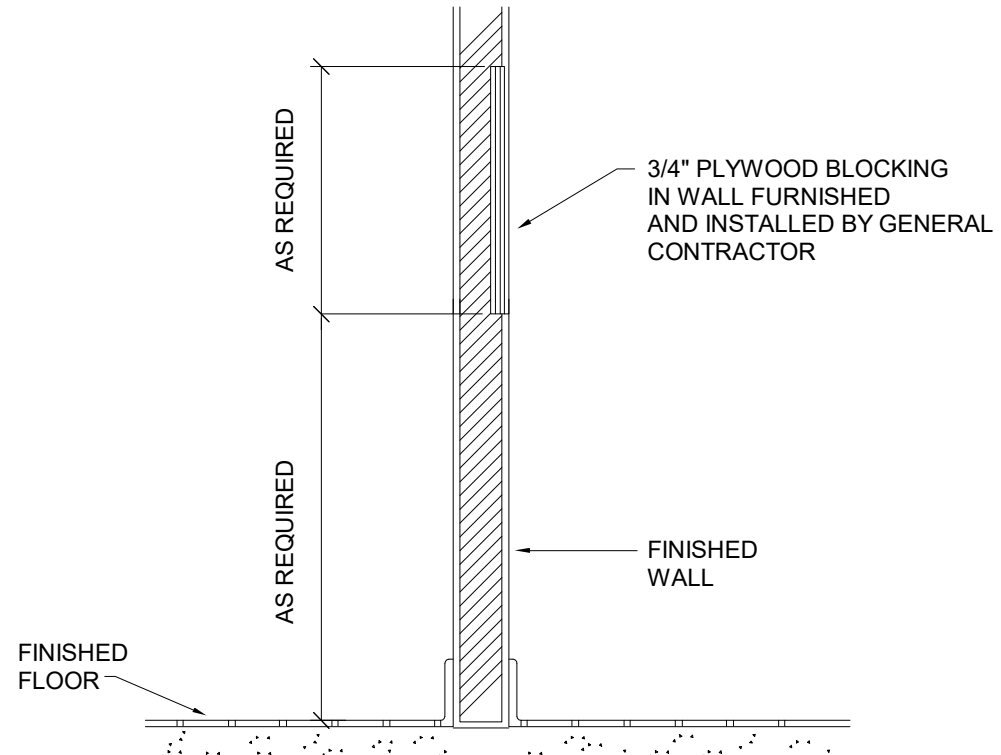 AS REQUIRED
3/4" PLYWOOD BLOCKING
IN WALL FURNISHED
AND INSTALLED BY GENERAL
CONTRACTOR
AS REQUIRED
FINISHED
WALL
FINISHED
FLOOR